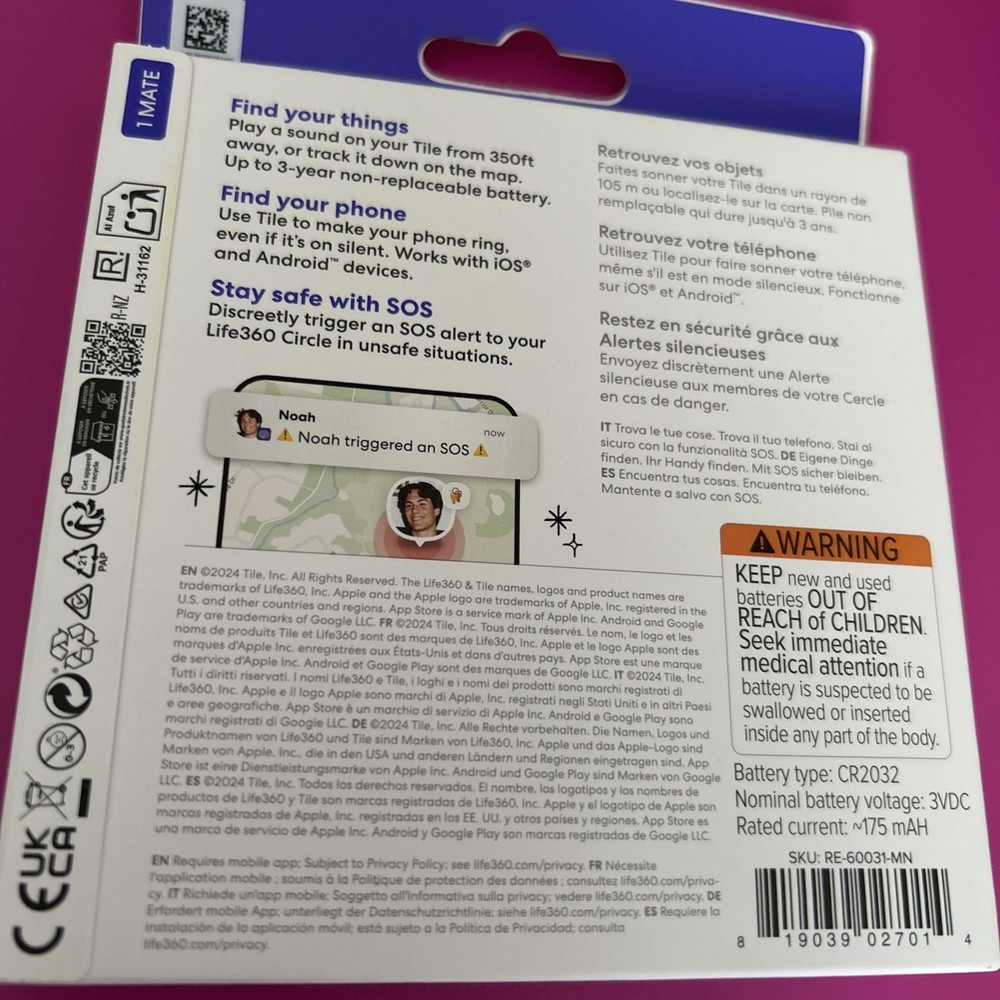 1 MATE
Al Azaf
R!
R-NZ
H-31162
FR
Cet appareil
se recycle
21
PAP
0-3
CE UK
CA
Find your things
Play a sound on your Tile from 350ft
away, or track it down on the map.
Up to 3-year non-replaceable battery.
Find your phone
Use Tile to make your phone ring,
even if it's on silent. Works with iOS®
and Android™ devices.
Stay safe with SOS
Discreetly trigger an SOS alert to your
Life360 Circle in unsafe situations.
Noah
now
⚠ Noah triggered an SOS ⚠
Retrouvez vos objets
Faites sonner votre Tile dans un rayon de
105 m ou localisez-le sur la carte. Pile non
remplaçable qui dure jusqu'à 3 ans.
Retrouvez votre téléphone
Utilisez Tile pour faire sonner votre téléphone,
même s'il est en mode silencieux. Fonctionne
sur iOS® et Android™.
Restez en sécurité grâce aux
Alertes silencieuses
Envoyez discrètement une Alerte
silencieuse aux membres de votre Cercle
en cas de danger.
IT Trova le tue cose. Trova il tuo telefono. Stai al
sicuro con la funzionalità SOS. DE Eigene Dinge
finden. Ihr Handy finden. Mit SOS sicher bleiben.
ES Encuentra tus cosas. Encuentra tu teléfono.
Mantente a salvo con SOS.
EN ©2024 Tile, Inc. All Rights Reserved. The Life360 & Tile names, logos and product names are
trademarks of Life360, Inc. Apple and the Apple logo are trademarks of Apple, Inc. registered in the
U.S. and other countries and regions. App Store is a service mark of Apple Inc. Android and Google
Play are trademarks of Google LLC. FR ©2024 Tile, Inc. Tous droits réservés. Le nom, le logo et les
noms de produits Tile et Life360 sont des marques de Life360, Inc. Apple et le logo Apple sont des
marques d'Apple Inc. enregistrées aux États-Unis et dans d'autres pays. App Store est une marque
de service d'Apple Inc. Android et Google Play sont des marques de Google LLC. IT ©2024 Tile, Inc.
Tutti i diritti riservati. I nomi Life360 e Tile, i loghi e i nomi dei prodotti sono marchi registrati di
Life360, Inc. Apple e il logo Apple sono marchi di Apple, Inc. registrati negli Stati Uniti e in altri Paesi
e aree geografiche. App Store è un marchio di servizio di Apple Inc. Android e Google Play sono
marchi registrati di Google LLC. DE ©2024 Tile, Inc. Alle Rechte vorbehalten. Die Namen, Logos und
Produktnamen von Life360 und Tile sind Marken von Life360, Inc. Apple und das Apple-Logo sind
Marken von Apple, Inc., die in den USA und anderen Ländern und Regionen eingetragen sind. App
Store ist eine Dienstleistungsmarke von Apple Inc. Android und Google Play sind Marken von Google
LLC. ES ©2024 Tile, Inc. Todos los derechos reservados. El nombre, los logotipos y los nombres de
productos de Life360 y Tile son marcas registradas de Life360, Inc. Apple y el logotipo de Apple son
marcas registradas de Apple, Inc. registradas en los EE. UU. y otros países y regiones. App Store es
una marca de servicio de Apple Inc. Android y Google Play son marcas registradas de Google LLC.
EN Requires mobile app; Subject to Privacy Policy; see life360.com/privacy. FR Nécessite
l'application mobile ; soumis à la Politique de protection des données ; consultez life360.com/priva-
cy. IT Richiede un'app mobile; Soggetto all'informativa sulla privacy; vedere life360.com/privacy. DE
Erfordert mobile App; unterliegt der Datenschutzrichtlinie; siehe life360.com/privacy. ES Requiere la
instalación de la aplicación móvil; está sujeto a la Política de Privacidad; consulta
life360.com/privacy.
⚠WARNING
KEEP new and used
batteries OUT OF
REACH of CHILDREN.
Seek immediate
medical attention if a
battery is suspected to be
swallowed or inserted
inside any part of the body.
Battery type: CR2032
Nominal battery voltage: 3VDC
Rated current: ~175 mAH
SKU: RE-60031-MN
8 19039 02701 4